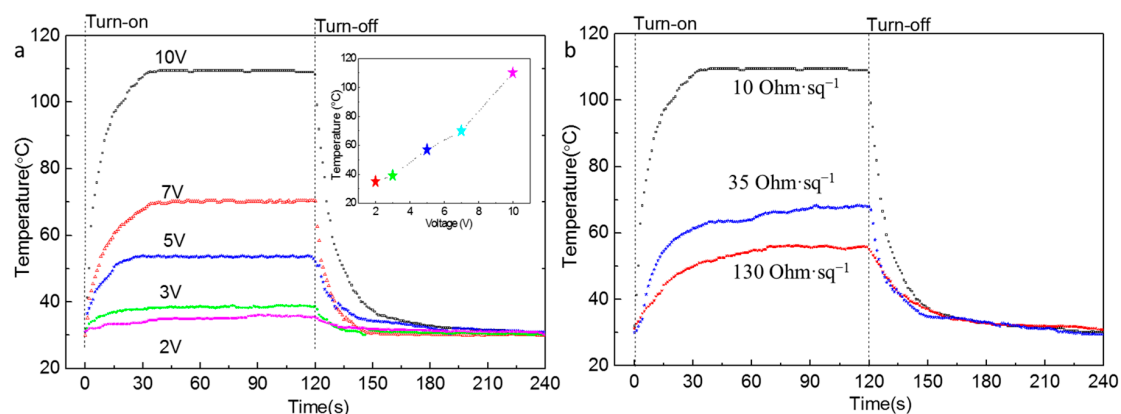 a
Turn-on
Turn-off
120
100
80
60
40
20
Temperature(°C)
10V
7V
5V
3V
2V
0
30
60
90
120
150
180
210
240
Time(s)
120
100
80
60
40
20
Temperature (°C)
2
4
6
8
10
Voltage (V)
b
Turn-on
Turn-off
120
100
80
60
40
20
Temperature(°C)
10 Ohm·sq⁻¹
35 Ohm·sq⁻¹
130 Ohm·sq⁻¹
0
30
60
90
120
150
180
210
240
Time(s)